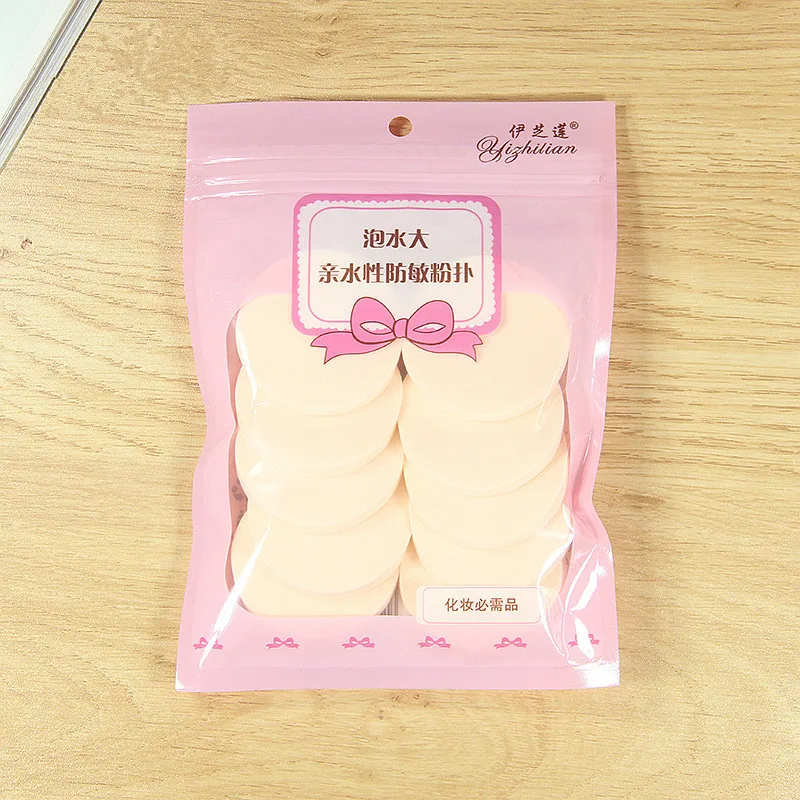 伊芝莲®
Yizhilian
泡水大
亲水性防敏粉扑
化妆必需品